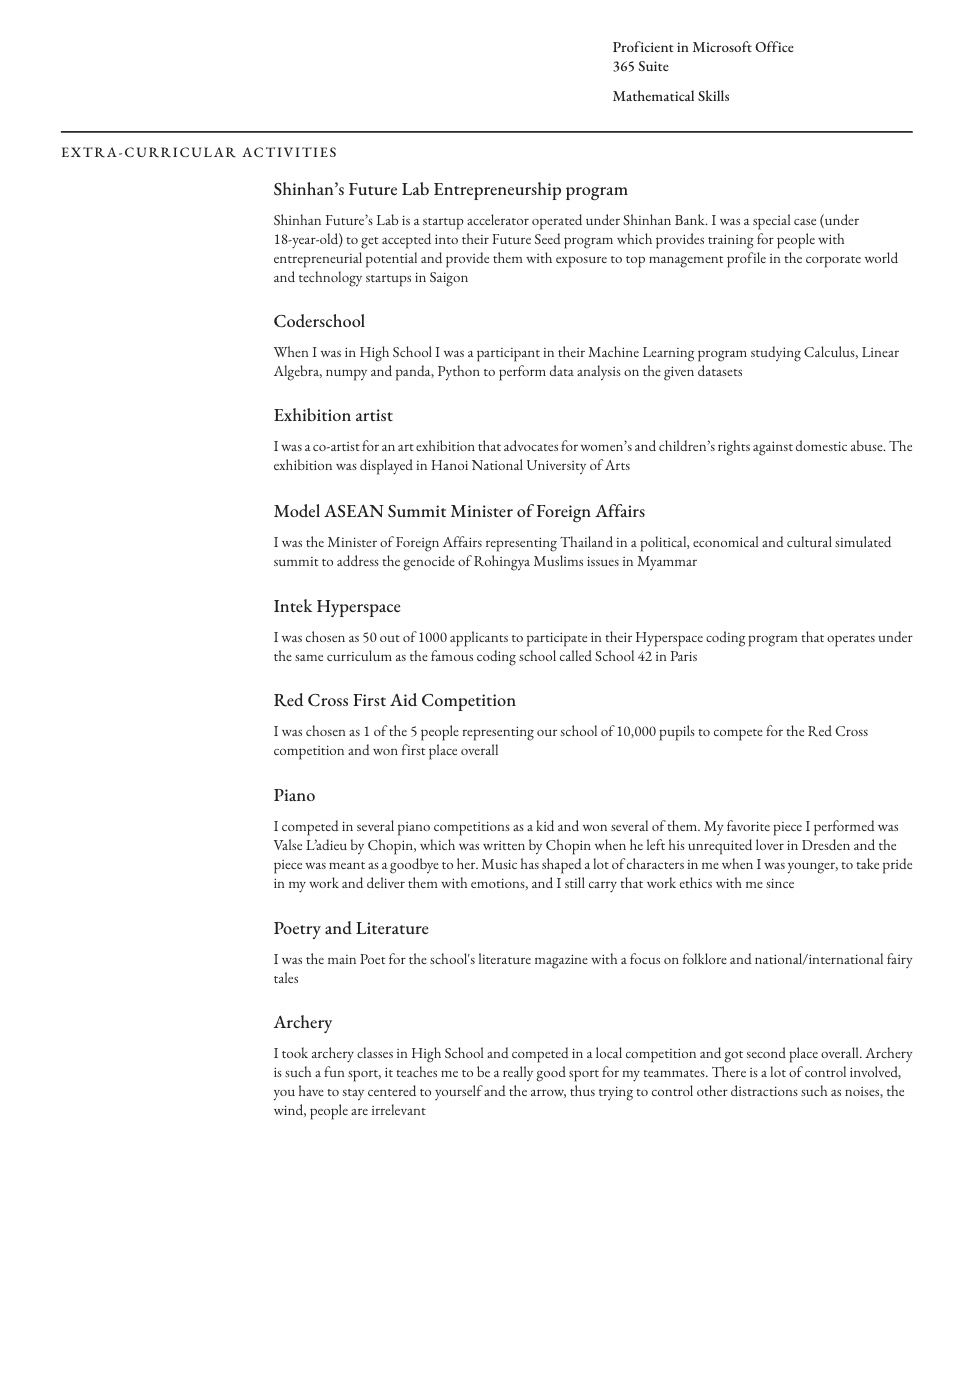 Proficient in Microsoft Office
365 Suite
Mathematical Skills
EXTRA-CURRICULAR ACTIVITIES
Shinhan’s Future Lab Entrepreneurship program
Shinhan Future’s Lab is a startup accelerator operated under Shinhan Bank. I was a special case (under
18-year-old) to get accepted into their Future Seed program which provides training for people with
entrepreneurial potential and provide them with exposure to top management profile in the corporate world
and technology startups in Saigon
Coderschool
When I was in High School I was a participant in their Machine Learning program studying Calculus, Linear
Algebra, numpy and panda, Python to perform data analysis on the given datasets
Exhibition artist
I was a co-artist for an art exhibition that advocates for women’s and children’s rights against domestic abuse. The
exhibition was displayed in Hanoi National University of Arts
Model ASEAN Summit Minister of Foreign Affairs
I was the Minister of Foreign Affairs representing Thailand in a political, economical and cultural simulated
summit to address the genocide of Rohingya Muslims issues in Myanmar
Intek Hyperspace
I was chosen as 50 out of 1000 applicants to participate in their Hyperspace coding program that operates under
the same curriculum as the famous coding school called School 42 in Paris
Red Cross First Aid Competition
I was chosen as 1 of the 5 people representing our school of 10,000 pupils to compete for the Red Cross
competition and won first place overall
Piano
I competed in several piano competitions as a kid and won several of them. My favorite piece I performed was
Valse L’adieu by Chopin, which was written by Chopin when he left his unrequited lover in Dresden and the
piece was meant as a goodbye to her. Music has shaped a lot of characters in me when I was younger, to take pride
in my work and deliver them with emotions, and I still carry that work ethics with me since
Poetry and Literature
I was the main Poet for the school's literature magazine with a focus on folklore and national/international fairy
tales
Archery
I took archery classes in High School and competed in a local competition and got second place overall. Archery
is such a fun sport, it teaches me to be a really good sport for my teammates. There is a lot of control involved,
you have to stay centered to yourself and the arrow, thus trying to control other distractions such as noises, the
wind, people are irrelevant